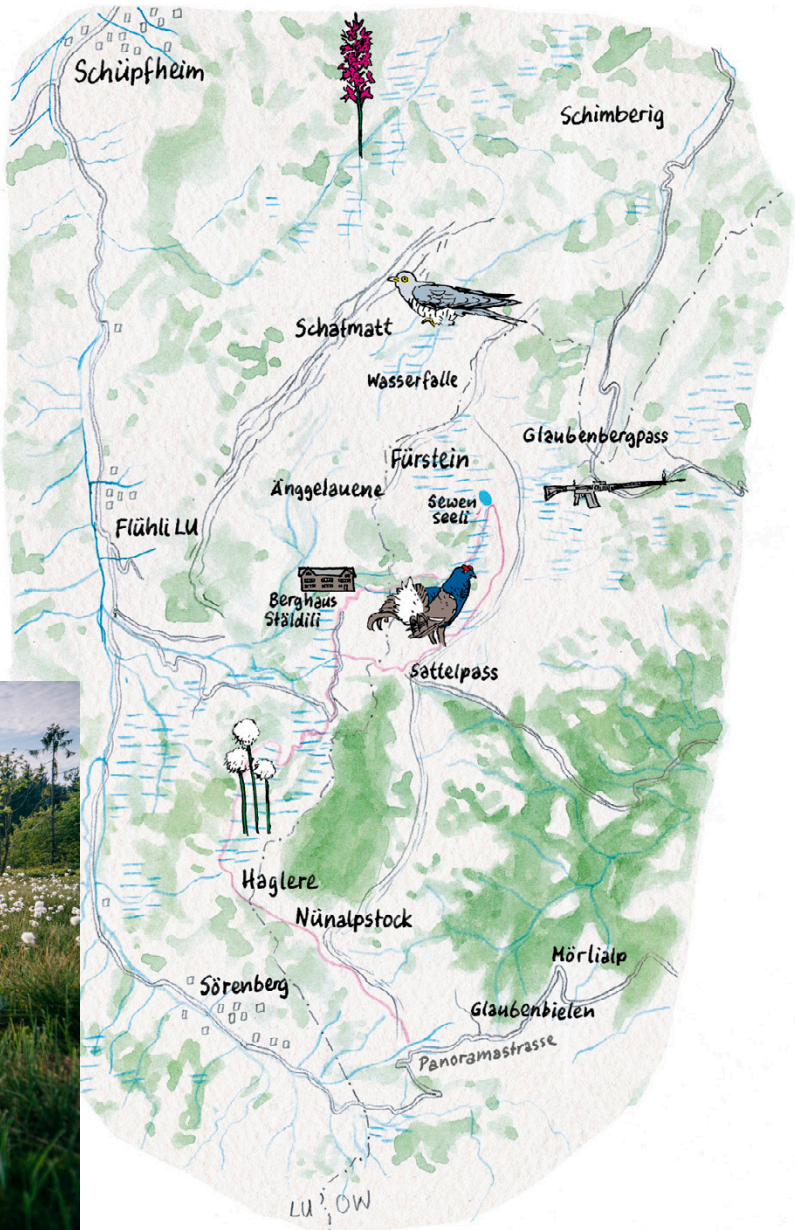 Schüpfheim
Schimberig
Schafmatt
Wasserfalle
Glaubenbergpass
Fürstein
Änggelauene
Sewen
Seeli
Flühli LU
Berghaus
Stäldili
Sattelpass
Haglere
Nünalpstock
Mörlialp
Sörenberg
Glaubenbielen
Panoramastrasse
LU
OW